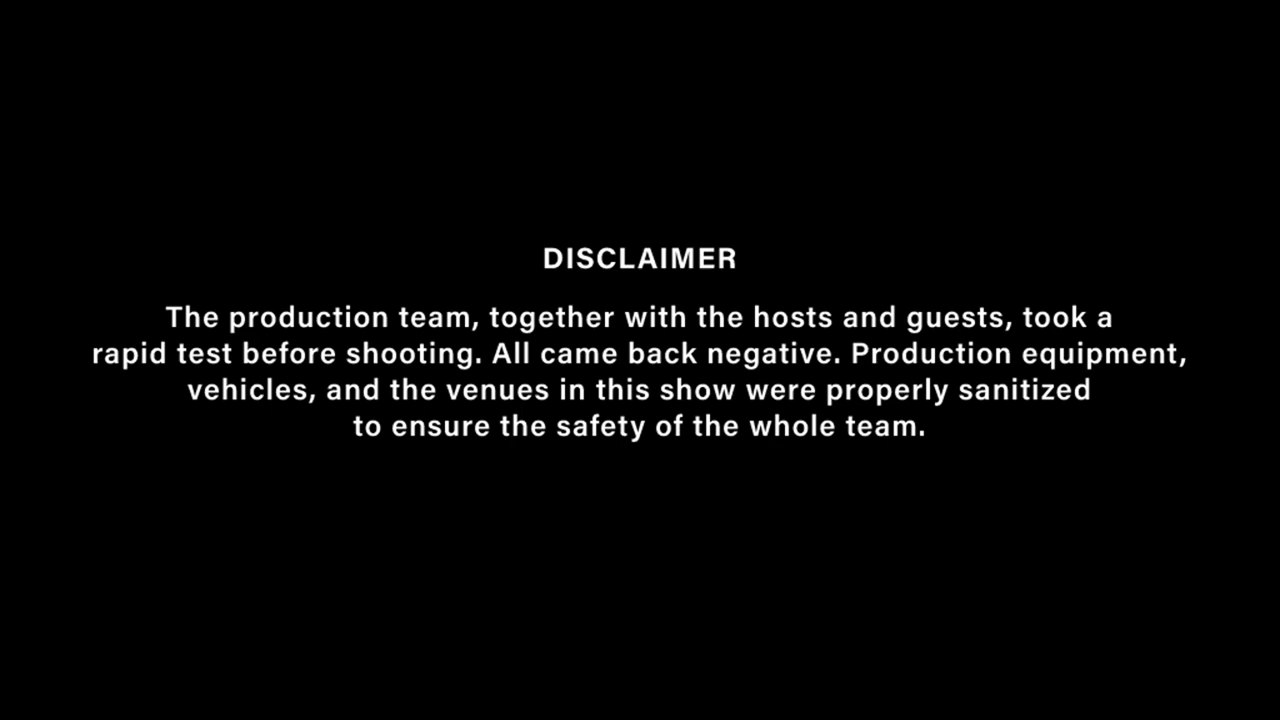 DISCLAIMER
The production team, together with the hosts and guests, took a
rapid test before shooting. All came back negative. Production equipment,
vehicles, and the venues in this show were properly sanitized
to ensure the safety of the whole team.